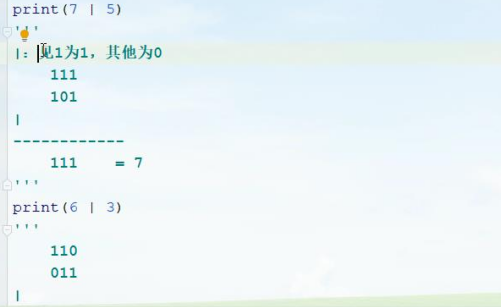 print(7 | 5)
'''
|: 见1为1，其他为0
111
101
|
------------
111    = 7
'''
print(6 | 3)
'''
110
011
|